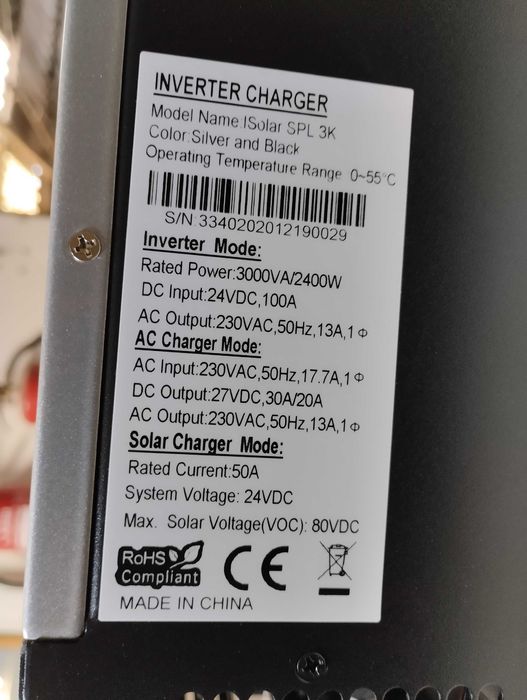 INVERTER CHARGER
Model Name:ISolar SPL 3K
Color:Silver and Black
Operating Temperature Range 0~55°C
S/N:3340202012190029
Inverter Mode:
Rated Power:3000VA/2400W
DC Input:24VDC,100A
AC Output:230VAC,50Hz,13A,1Φ
AC Charger Mode:
AC Input:230VAC,50Hz,17.7A,1Φ
DC Output:27VDC,30A/20A
AC Output:230VAC,50Hz,13A,1Φ
Solar Charger Mode:
Rated Current:50A
System Voltage: 24VDC
Max. Solar Voltage(VOC): 80VDC
RoHS
Compliant
CE
MADE IN CHINA